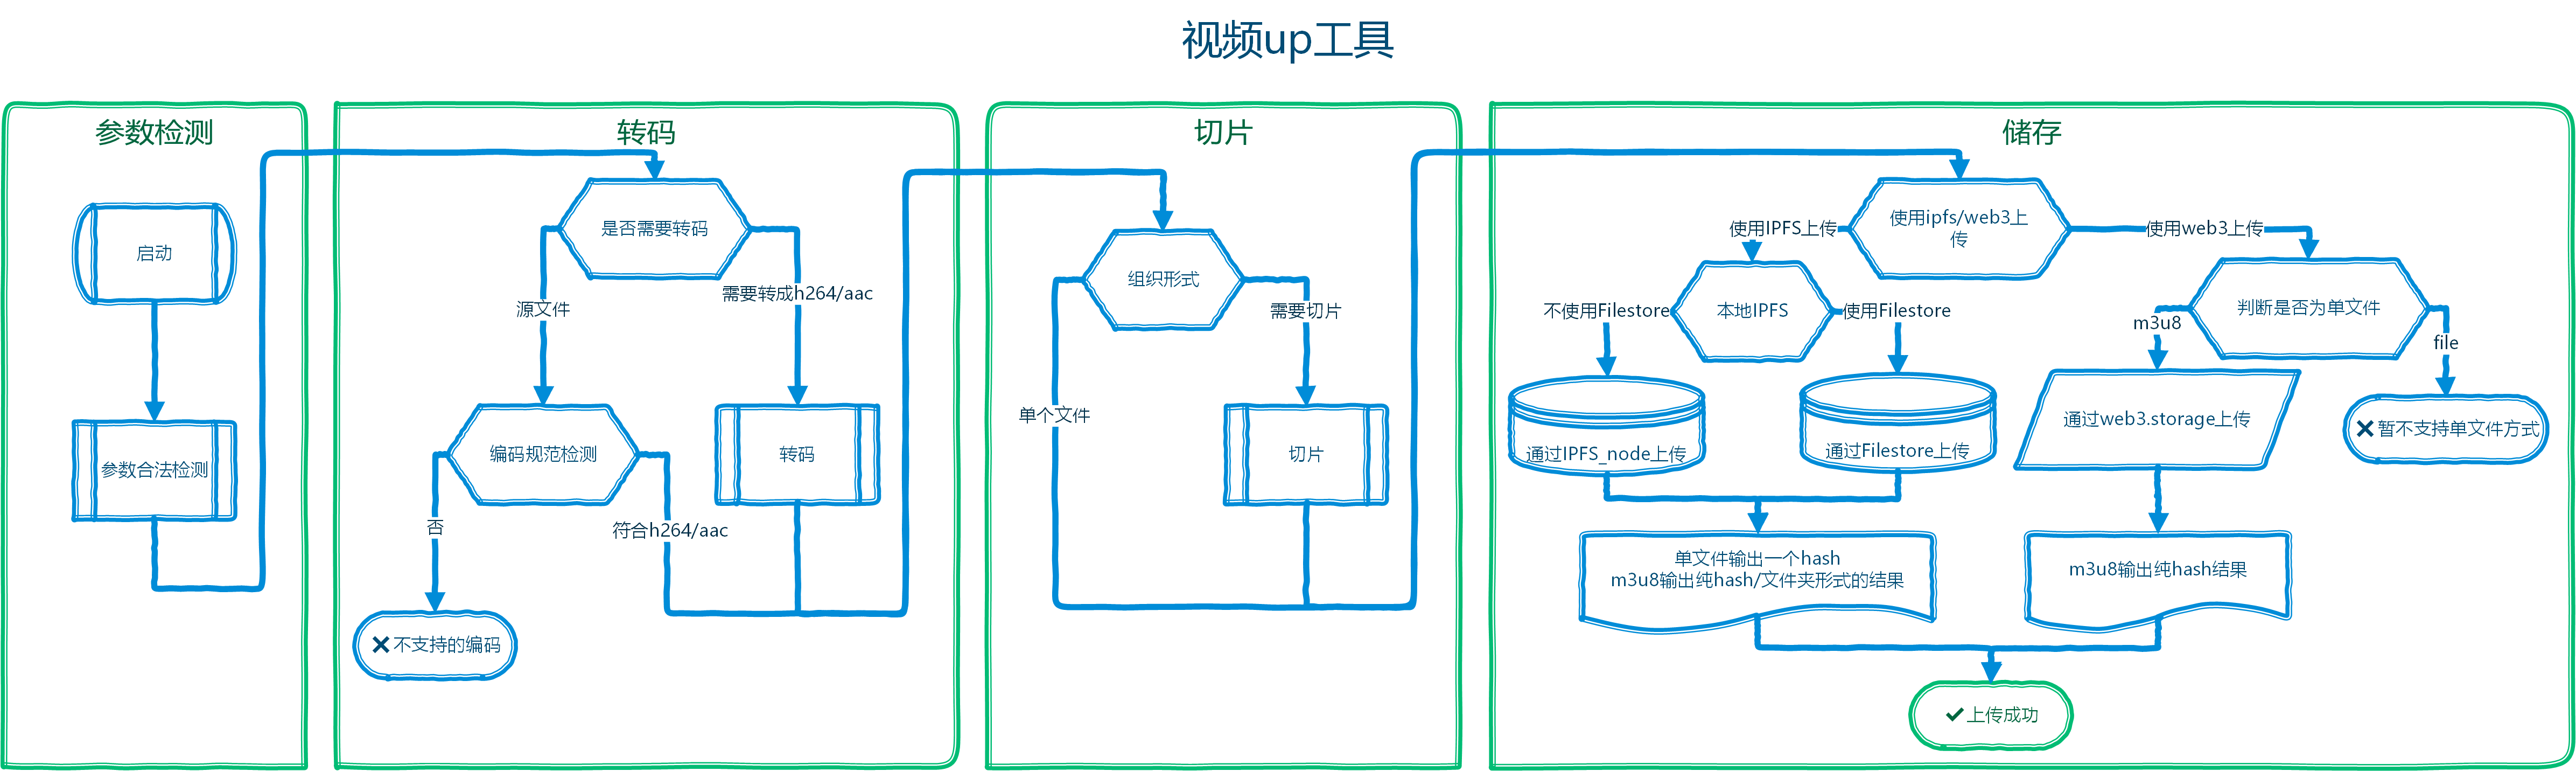 视频up工具
参数检测
启动
参数合法检测
转码
是否需要转码
源文件
需要转成h264/aac
编码规范检测
转码
否
符合h264/aac
不支持的编码
切片
组织形式
单个文件
需要切片
切片
储存
使用ipfs/web3上
传
使用IPFS上传
使用web3上传
本地IPFS
不使用Filestore
使用Filestore
通过IPFS_node上传
通过Filestore上传
单文件输出一个hash
m3u8输出纯hash/文件夹形式的结果
判断是否为单文件
m3u8
file
通过web3.storage上传
暂不支持单文件方式
m3u8输出纯hash结果
上传成功